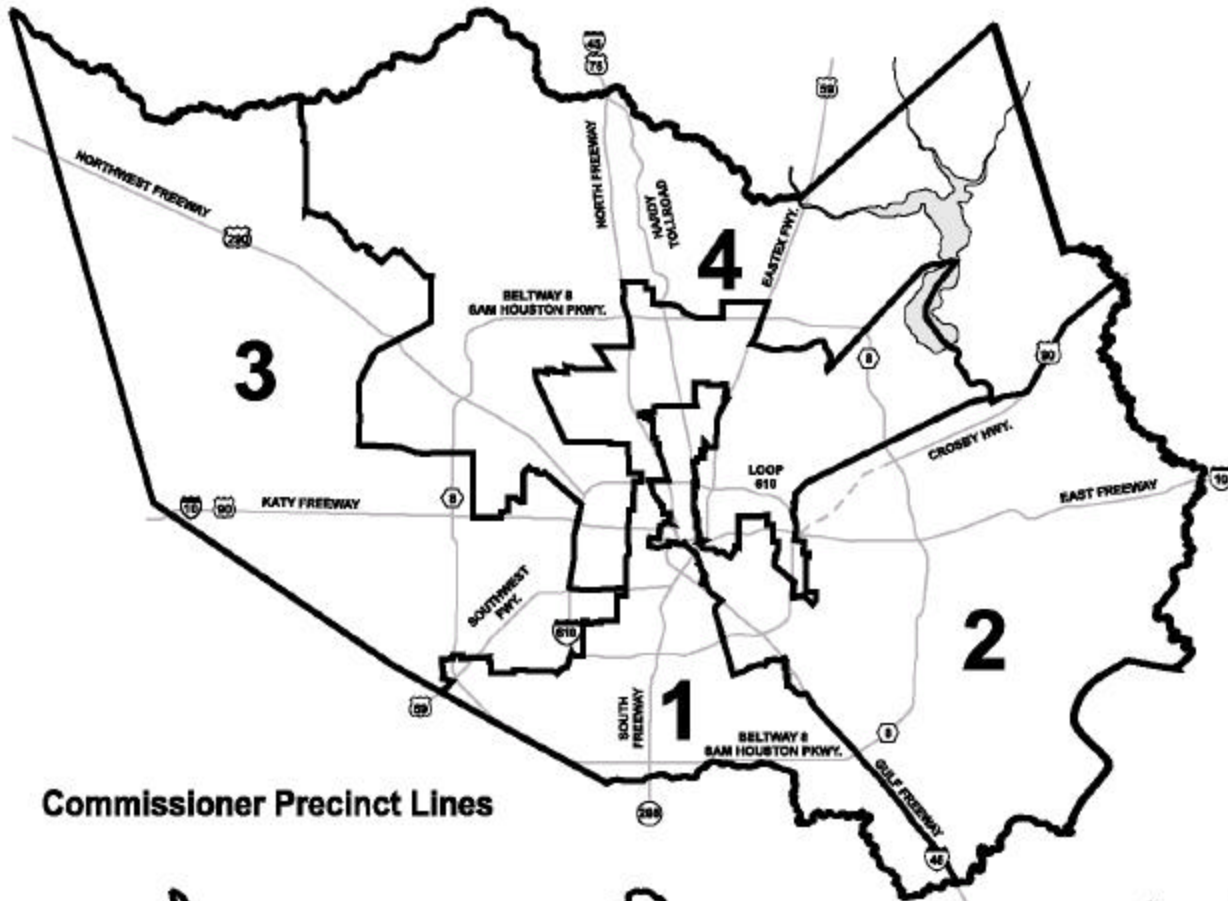 45
75
59
NORTHWEST FREEWAY
290
NORTH FREEWAY
HARDY
TOLLROAD
EASTEX FWY.
4
BELTWAY 8
SAM HOUSTON PKWY.
3
8
90
CROSBY HWY.
LOOP
610
EAST FREEWAY
10
8
10
90
KATY FREEWAY
SOUTHWEST
FWY.
610
2
59
SOUTH
FREEWAY
1
BELTWAY 8
SAM HOUSTON PKWY.
8
GULF FREEWAY
288
45
Commissioner Precinct Lines